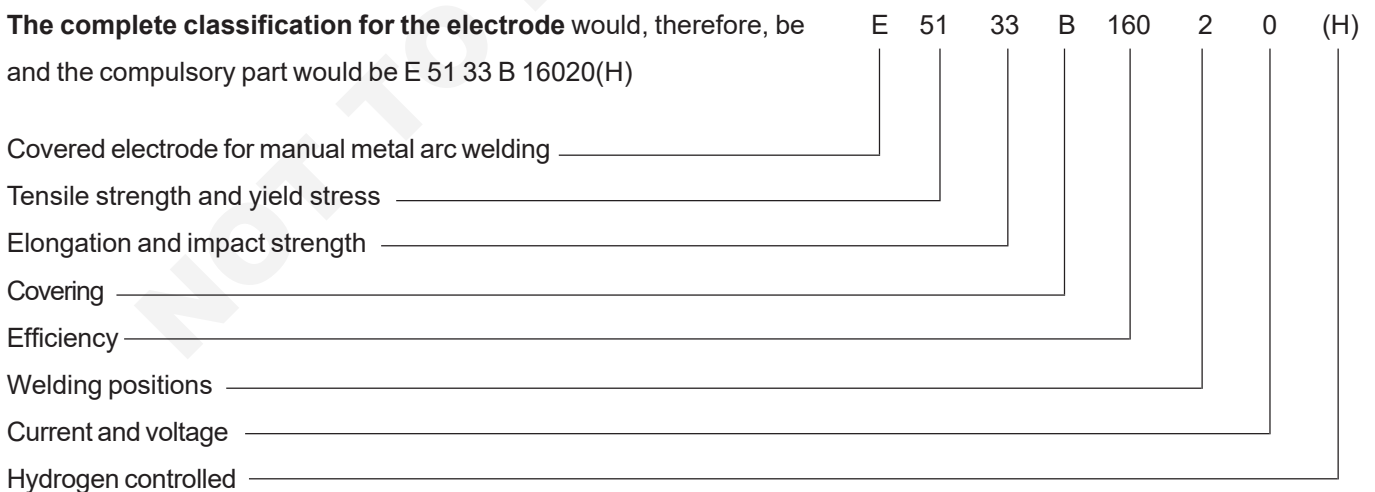 The complete classification for the electrode would, therefore, be E 51 33 B 160 2 0 (H)
and the compulsory part would be E 51 33 B 16020(H)
Covered electrode for manual metal arc welding
Tensile strength and yield stress
Elongation and impact strength
Covering
Efficiency
Welding positions
Current and voltage
Hydrogen controlled
NOT TO